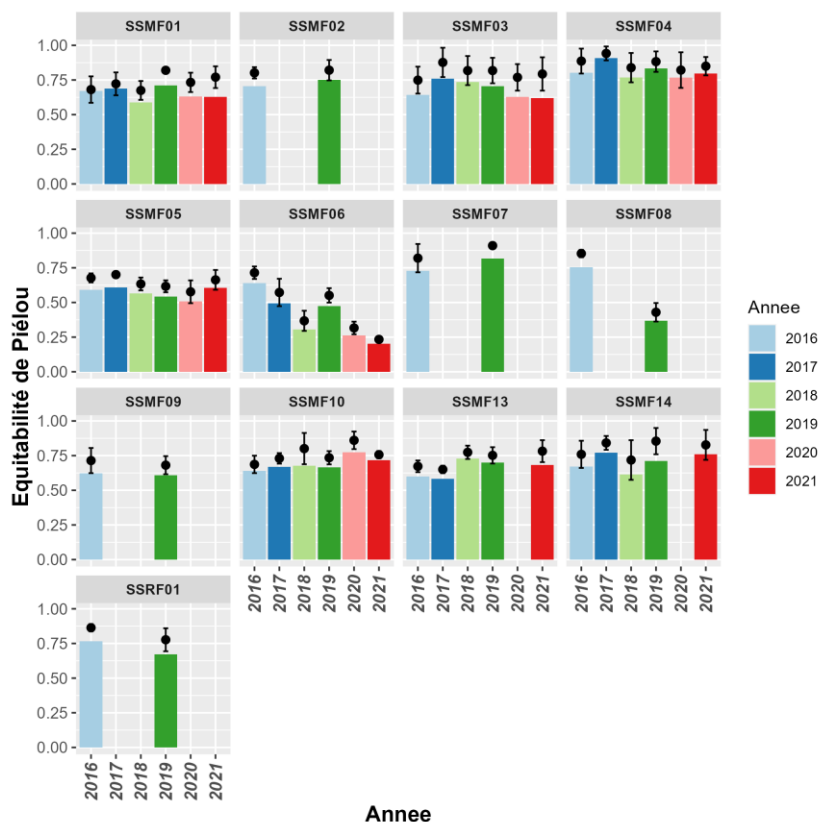 SSMF01 SSMF02 SSMF03 SSMF04
1.00
0.75
0.50
0.25
0.00
SSMF05 SSMF06 SSMF07 SSMF08
1.00
0.75
0.50
0.25
0.00
SSMF09 SSMF10 SSMF13 SSMF14
1.00
0.75
0.50
0.25
0.00
2016 2017 2018 2019 2020 2021 2016 2017 2018 2019 2020 2021 2016 2017 2018 2019 2020 2021
SSRF01
1.00
0.75
0.50
0.25
0.00
2016 2017 2018 2019 2020 2021
Equitabilité de Piélou
Annee
Annee
2016
2017
2018
2019
2020
2021